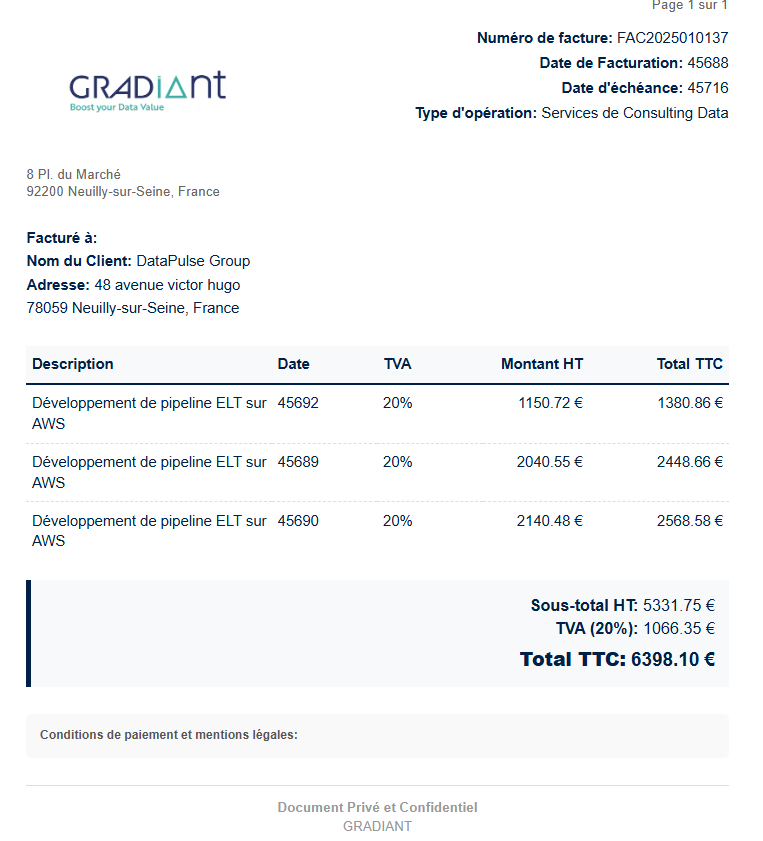 Page 1 sur 1
Numéro de facture: FAC2025010137
Date de Facturation: 45688
Date d'échéance: 45716
Type d'opération: Services de Consulting Data
GRADIANT
Boost your Data Value
8 Pl. du Marché
92200 Neuilly-sur-Seine, France
Facturé à:
Nom du Client: DataPulse Group
Adresse: 48 avenue victor hugo
78059 Neuilly-sur-Seine, France
Description Date TVA Montant HT Total TTC
Développement de pipeline ELT sur 45692 20% 1150.72 € 1380.86 €
AWS
Développement de pipeline ELT sur 45689 20% 2040.55 € 2448.66 €
AWS
Développement de pipeline ELT sur 45690 20% 2140.48 € 2568.58 €
AWS
Sous-total HT: 5331.75 €
TVA (20%): 1066.35 €
Total TTC: 6398.10 €
Conditions de paiement et mentions légales:
Document Privé et Confidentiel
GRADIANT